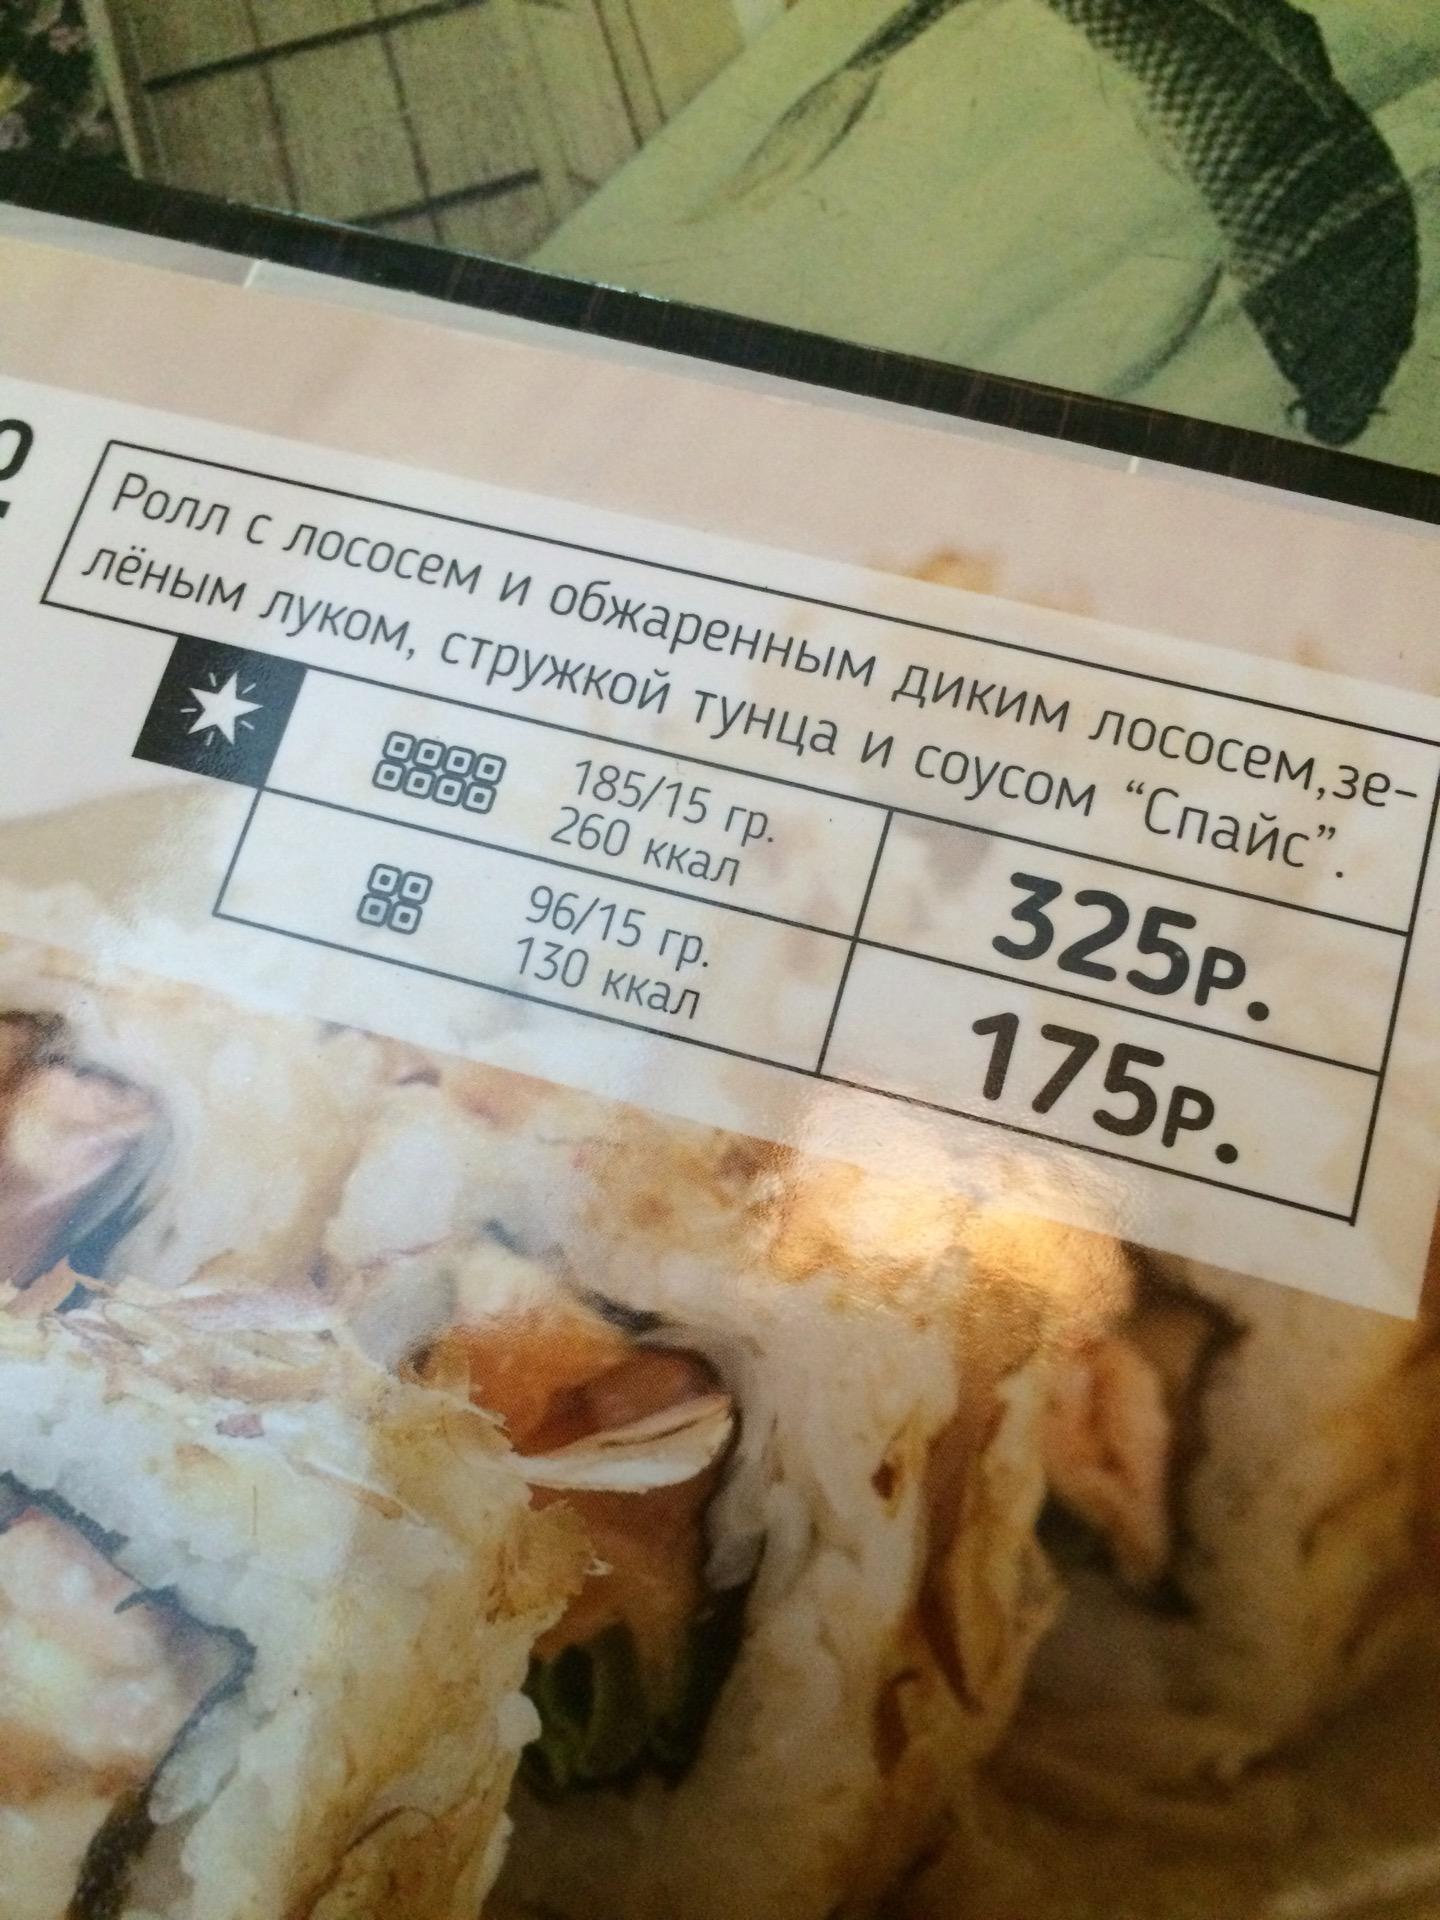 Ролл с лососем и обжаренным диким лососем,зе-
лёным луком, стружкой тунца и соусом “Спайс”.
185/15 гр.
260 ккал
325р.
96/15 гр.
130 ккал
175р.